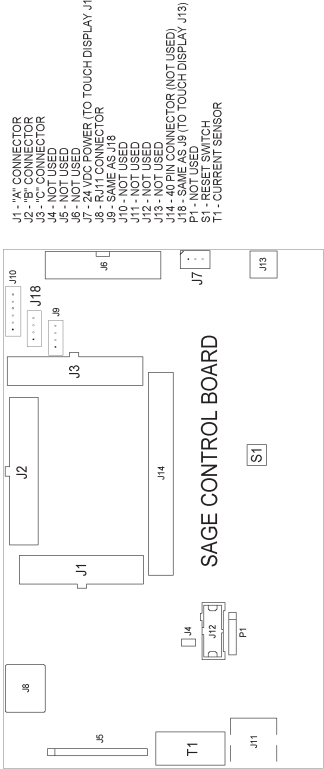 J1 - "A" CONNECTOR
J2 - "B" CONNECTOR
J3 - "C" CONNECTOR
J4 - NOT USED
J5 - NOT USED
J6 - NOT USED
J7 - 24 VDC POWER (TO TOUCH DISPLAY J1
J8 - RJ11 CONNECTOR
J9 - SAME AS J18
J10 - NOT USED
J11 - NOT USED
J12 - NOT USED
J13 - NOT USED
J14 - 40 PIN CONNECTOR (NOT USED)
J18 - SAME AS J9 (TO TOUCH DISPLAY J13)
P1 - NOT USED
S1 - RESET SWITCH
T1 - CURRENT SENSOR
J8
J2
J10
J18
J9
J1
J3
J6
J5
J14
J4
J12
P1
SAGE CONTROL BOARD
J7
T1
J11
S1
J13